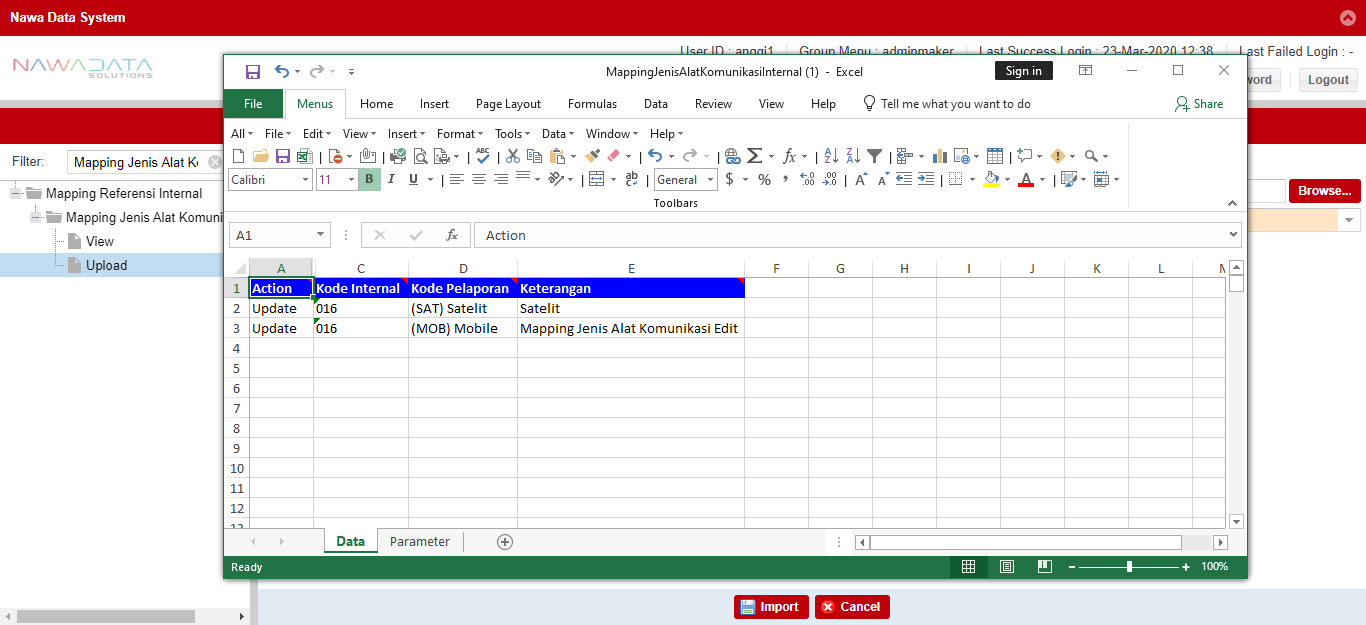 Nawa Data System
NAWADATA
SOLUTIONS
User ID : anggi1 Group Menu : adminmaker Last Success Login : 23-Mar-2020 12:38 Last Failed Login : -
Logout
MappingJenisAlatKomunikasiInternal (1) - Excel
Sign in
File Menus Home Insert Page Layout Formulas Data Review View Help Tell me what you want to do Share
All File Edit View Insert Format Tools Data Window Help
Calibri 11 B I U General $ %
Toolbars
Filter: Mapping Jenis Alat
Mapping Referensi Internal
Mapping Jenis Alat Komuni
View
Upload
Browse...
A1 fx Action
A C D E F G H I J K L
1 Action Kode Internal Kode Pelaporan Keterangan
2 Update 016 (SAT) Satelit Satelit
3 Update 016 (MOB) Mobile Mapping Jenis Alat Komunikasi Edit
4
5
6
7
8
9
10
11
12
Data Parameter
Ready 100%
Import Cancel